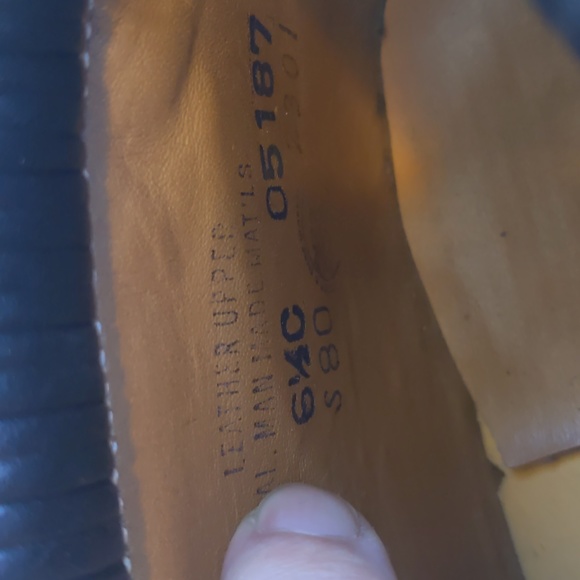 LEATHER UPPER
MAN MADE MAT'LS
6½C 05187
S80